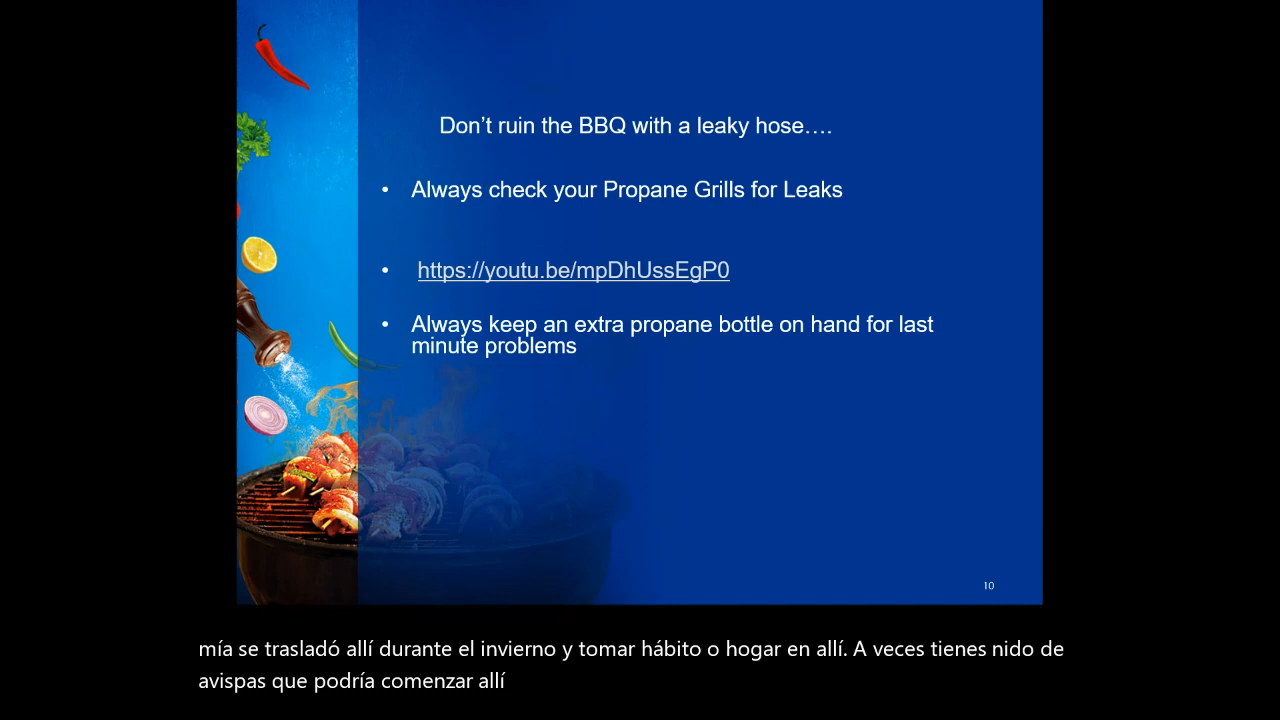 Don’t ruin the BBQ with a leaky hose….
• Always check your Propane Grills for Leaks
• https://youtu.be/mpDhUssEgP0
• Always keep an extra propane bottle on hand for last
minute problems
10
mía se trasladó allí durante el invierno y tomar hábito o hogar en allí. A veces tienes nido de
avispas que podría comenzar allí